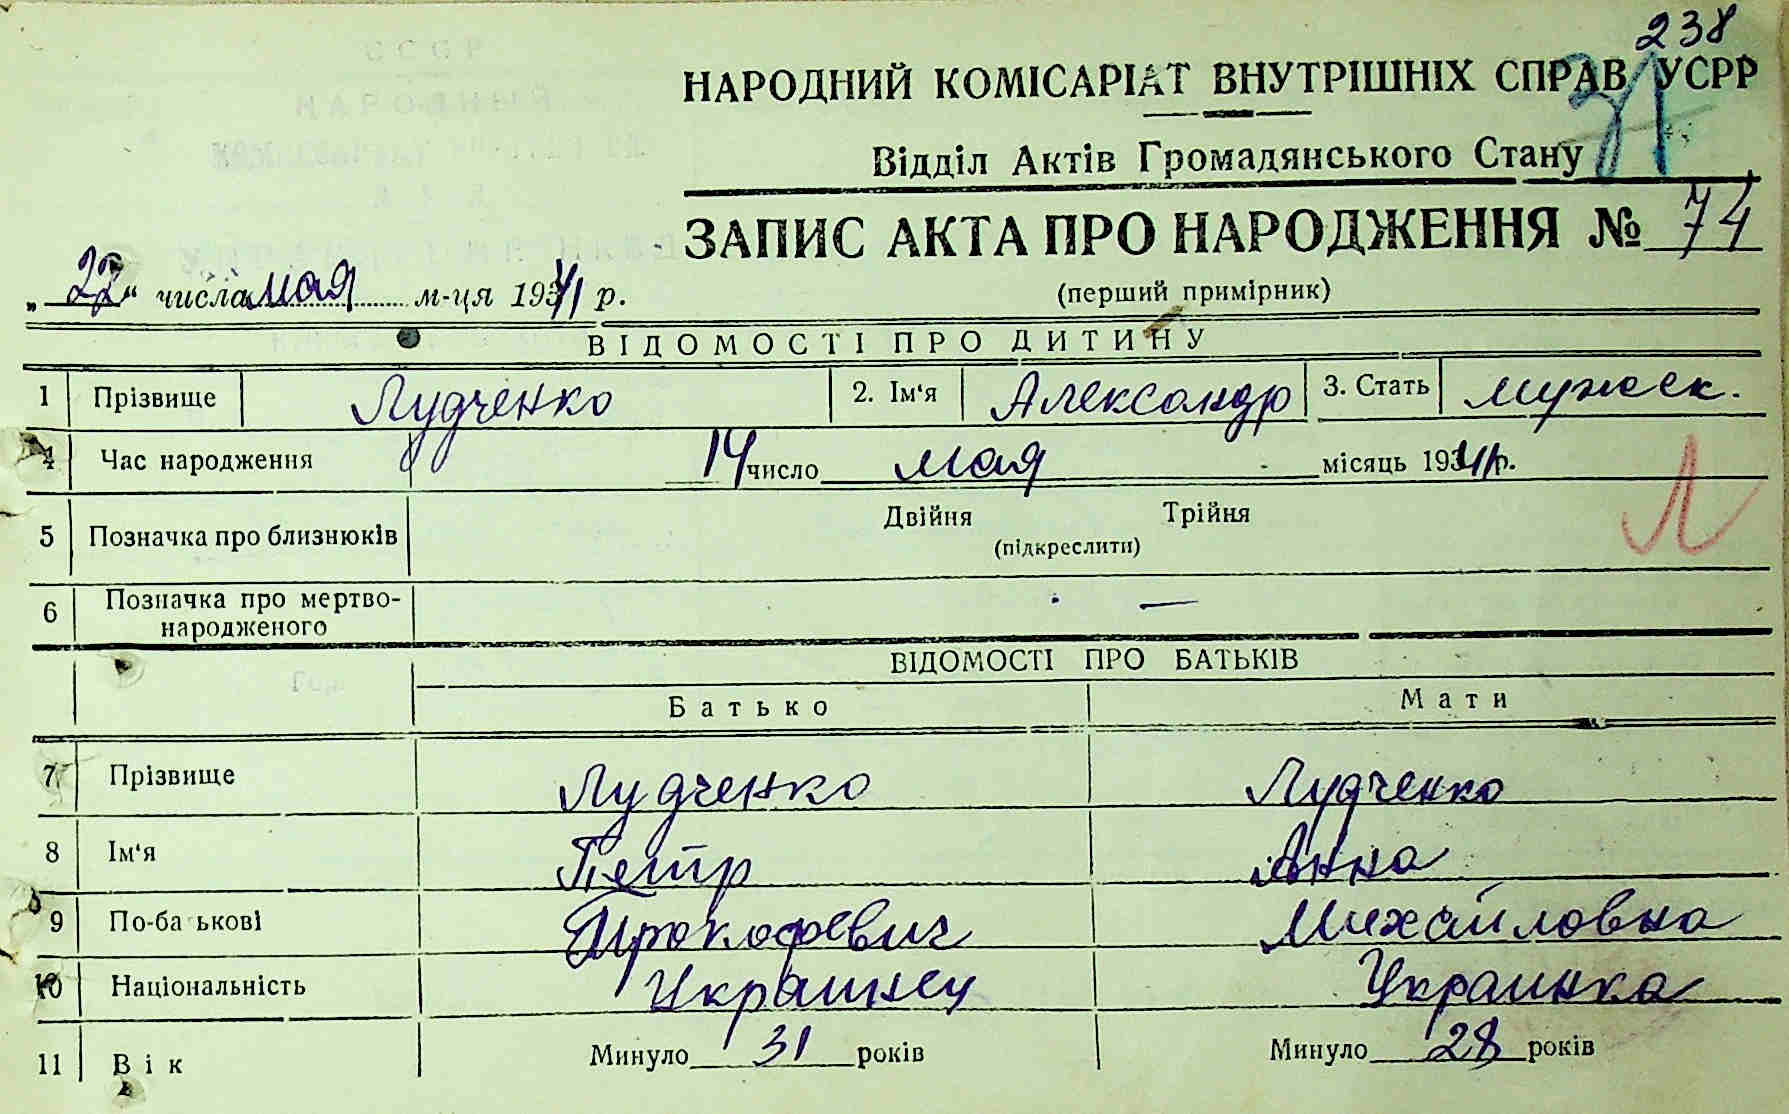 238
НАРОДНИЙ КОМІСАРІАТ ВНУТРІШНІХ СПРАВ УСРР
Відділ Актів Громадянського Стану
ЗАПИС АКТА ПРО НАРОДЖЕННЯ № 74
„22“ числа мая м-ця 1941 р.
(перший примірник)
ВІДОМОСТІ ПРО ДИТИНУ
1 Прізвище Лудченко 2. Ім‘я Александр 3. Стать мужск.
4 Час народження 14 число мая місяць 1941 р.
5 Позначка про близнюків Двійня Трійня
(підкреслити)
6 Позначка про мертво-
народженого —
ВІДОМОСТІ ПРО БАТЬКІВ
Батько Мати
7 Прізвище Лудченко Лудченко
8 Ім‘я Петр Анна
9 По-батькові Прокофевич Михайловна
10 Національність Украинец Украинка
11 Вік Минуло 31 років Минуло 28 років